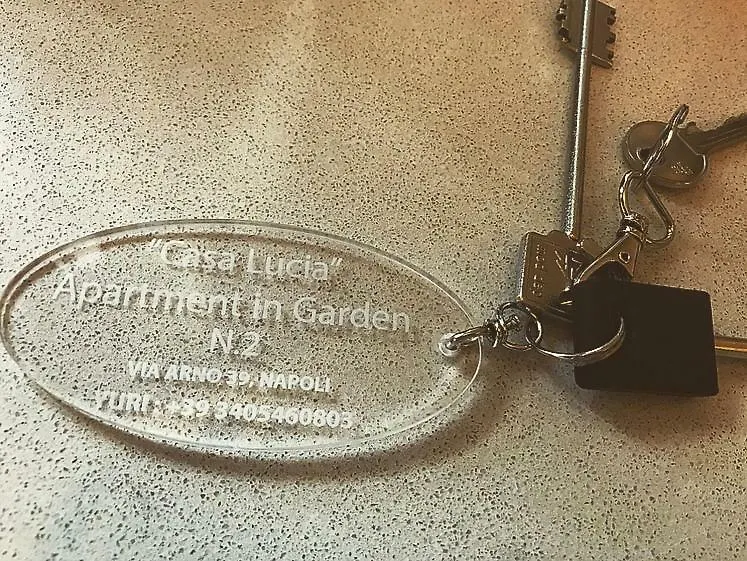 "Casa Lucia"
Apartment in Garden
N.2
VIA ARNO 39, NAPOLI
YURI : +39 3405460803